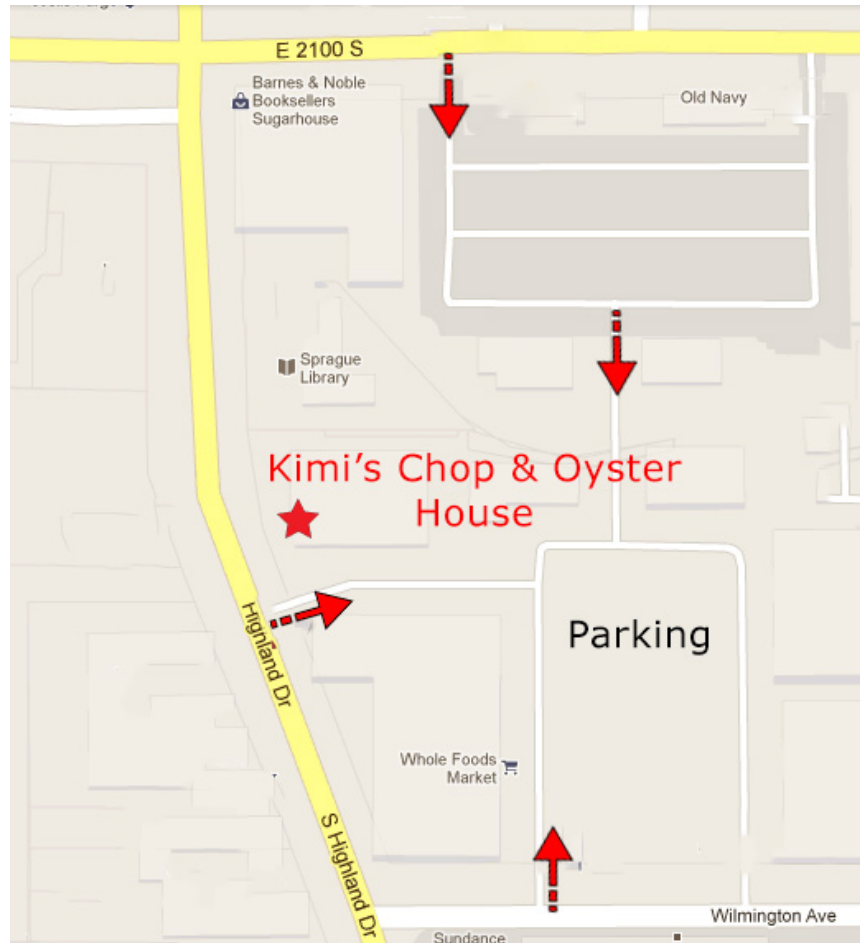 E 2100 S
Barnes & Noble
Booksellers
Sugarhouse
Old Navy
Sprague
Library
Kimi's Chop & Oyster
House
Highland Dr
Parking
Whole Foods
Market
S Highland Dr
Wilmington Ave
Sundance